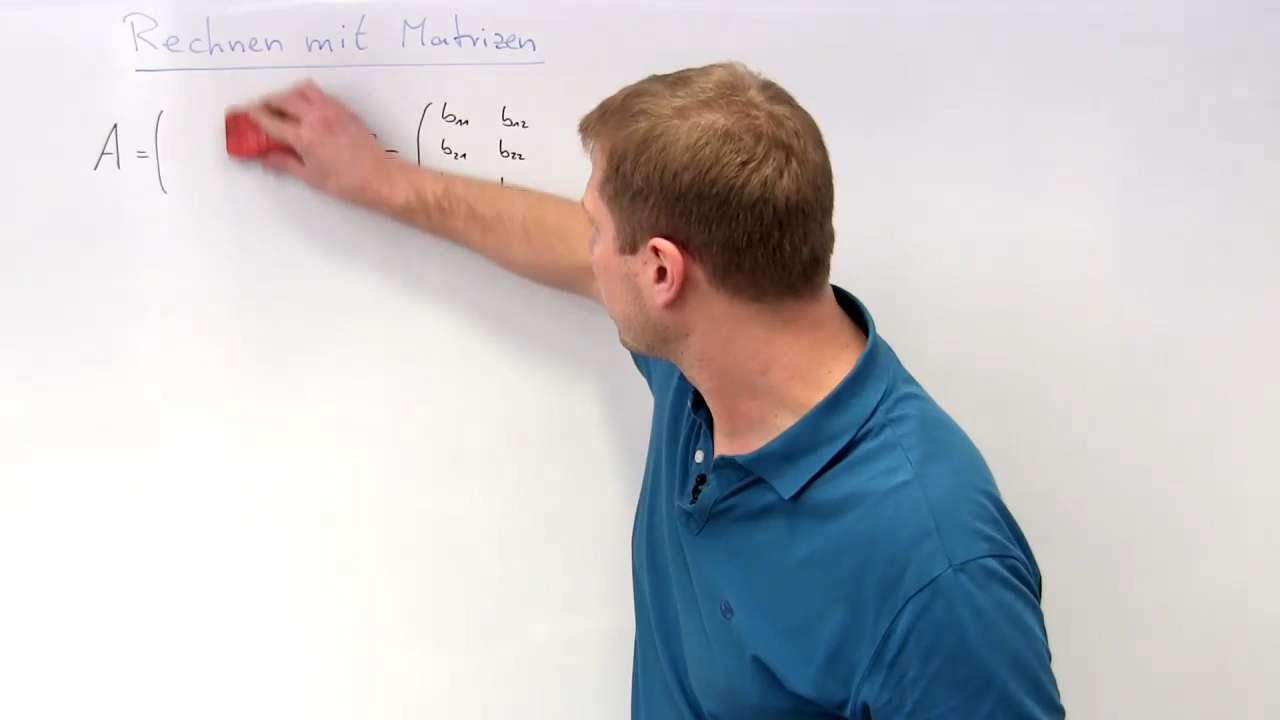 Rechnen mit Matrizen
A = ( = ( b₁₁ b₁₂
b₂₁ b₂₂